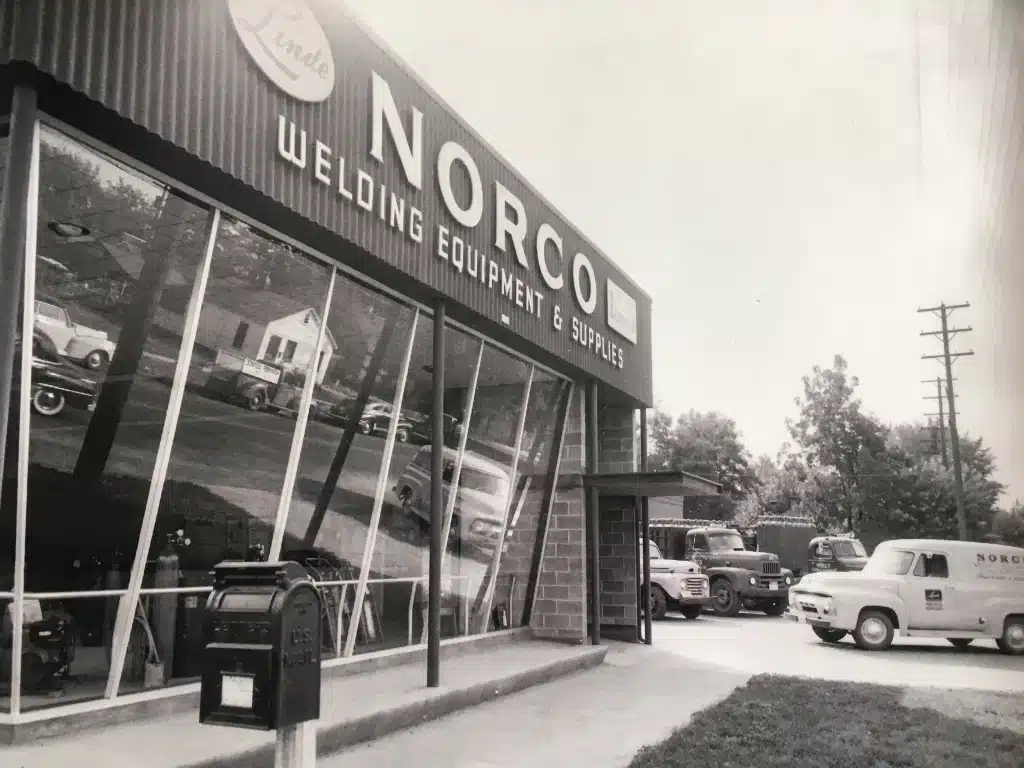 Linde
NORCO
WELDING EQUIPMENT & SUPPLIES
U.S.
MAIL
NORCO